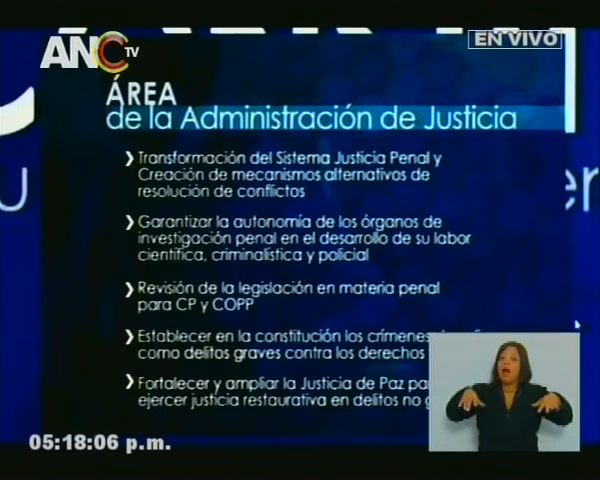 ANC TV
EN VIVO
ÁREA
de la Administración de Justicia
❯ Transformación del Sistema Justicia Penal y
Creación de mecanismos alternativos de
resolución de conflictos
❯ Garantizar la autonomía de los órganos de
investigación penal en el desarrollo de su labor
científica, criminalística y policial
❯ Revisión de la legislación en materia penal
para CP y COPP
❯ Establecer en la constitución los crímenes
como delitos graves contra los derechos
❯ Fortalecer y ampliar la Justicia de Paz
ejercer justicia restaurativa en delitos
05:18:06 p.m.